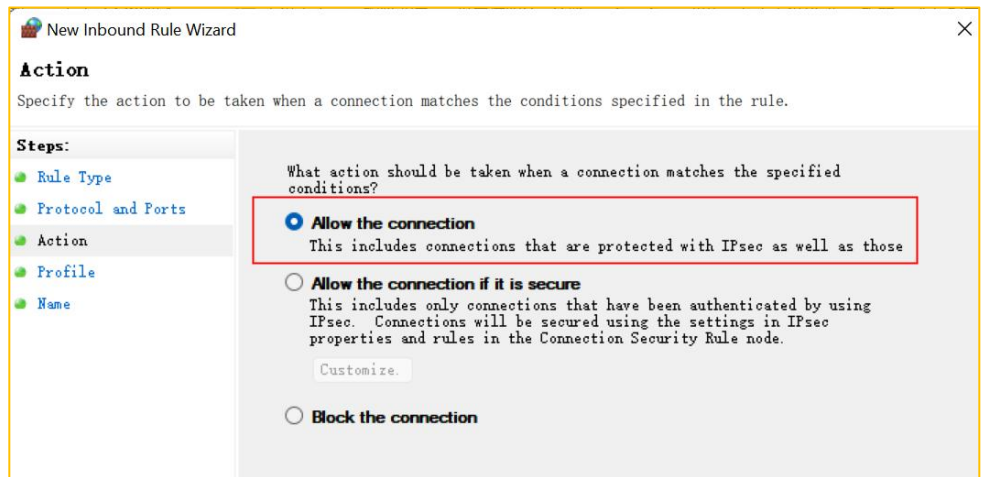 New Inbound Rule Wizard
Action
Specify the action to be taken when a connection matches the conditions specified in the rule.
Steps:
Rule Type
Protocol and Ports
Action
Profile
Name
What action should be taken when a connection matches the specified
conditions?
Allow the connection
This includes connections that are protected with IPsec as well as those
Allow the connection if it is secure
This includes only connections that have been authenticated by using
IPsec. Connections will be secured using the settings in IPsec
properties and rules in the Connection Security Rule node.
Customize.
Block the connection